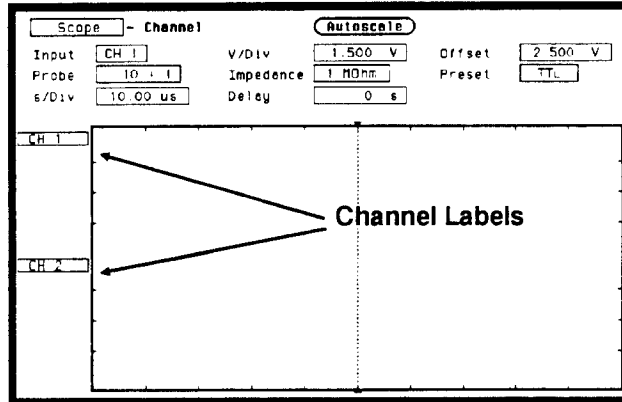 Scope - Channel Autoscale
Input CH 1 V/Div 1.500 V Offset 2.500 V
Probe 10 : 1 Impedance 1 MOhm Preset TTL
s/Div 10.00 us Delay 0 s
CH 1
Channel Labels
CH 2